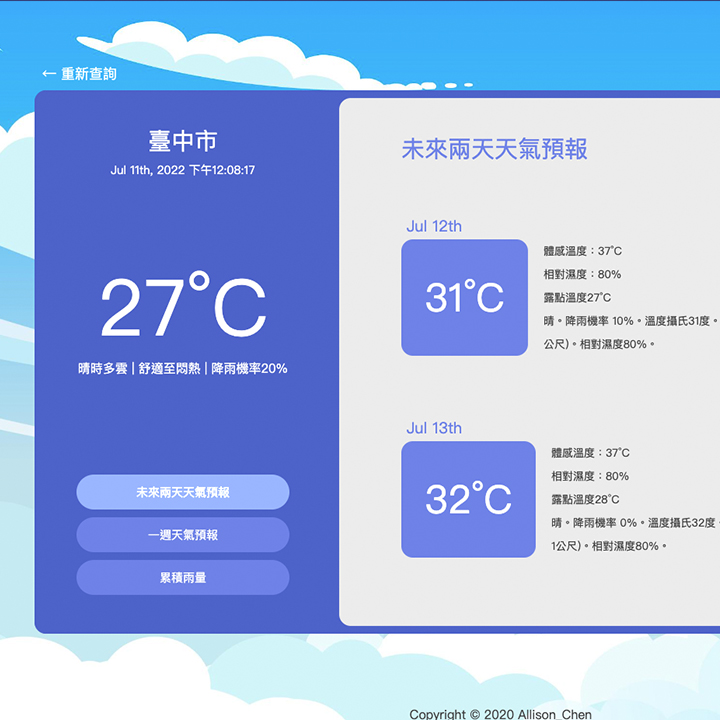 ← 重新查詢
臺中市
Jul 11th, 2022 下午12:08:17
27°C
晴時多雲 | 舒適至悶熱 | 降雨機率20%
未來兩天天氣預報
一週天氣預報
累積雨量
未來兩天天氣預報
Jul 12th
31°C
體感溫度：37°C
相對濕度：80%
露點溫度27°C
晴。降雨機率 10%。溫度攝氏31度。
公尺)。相對濕度80%。
Jul 13th
32°C
體感溫度：37°C
相對濕度：80%
露點溫度28°C
晴。降雨機率 0%。溫度攝氏32度。
1公尺)。相對濕度80%。
Copyright © 2020 Allison_Chen